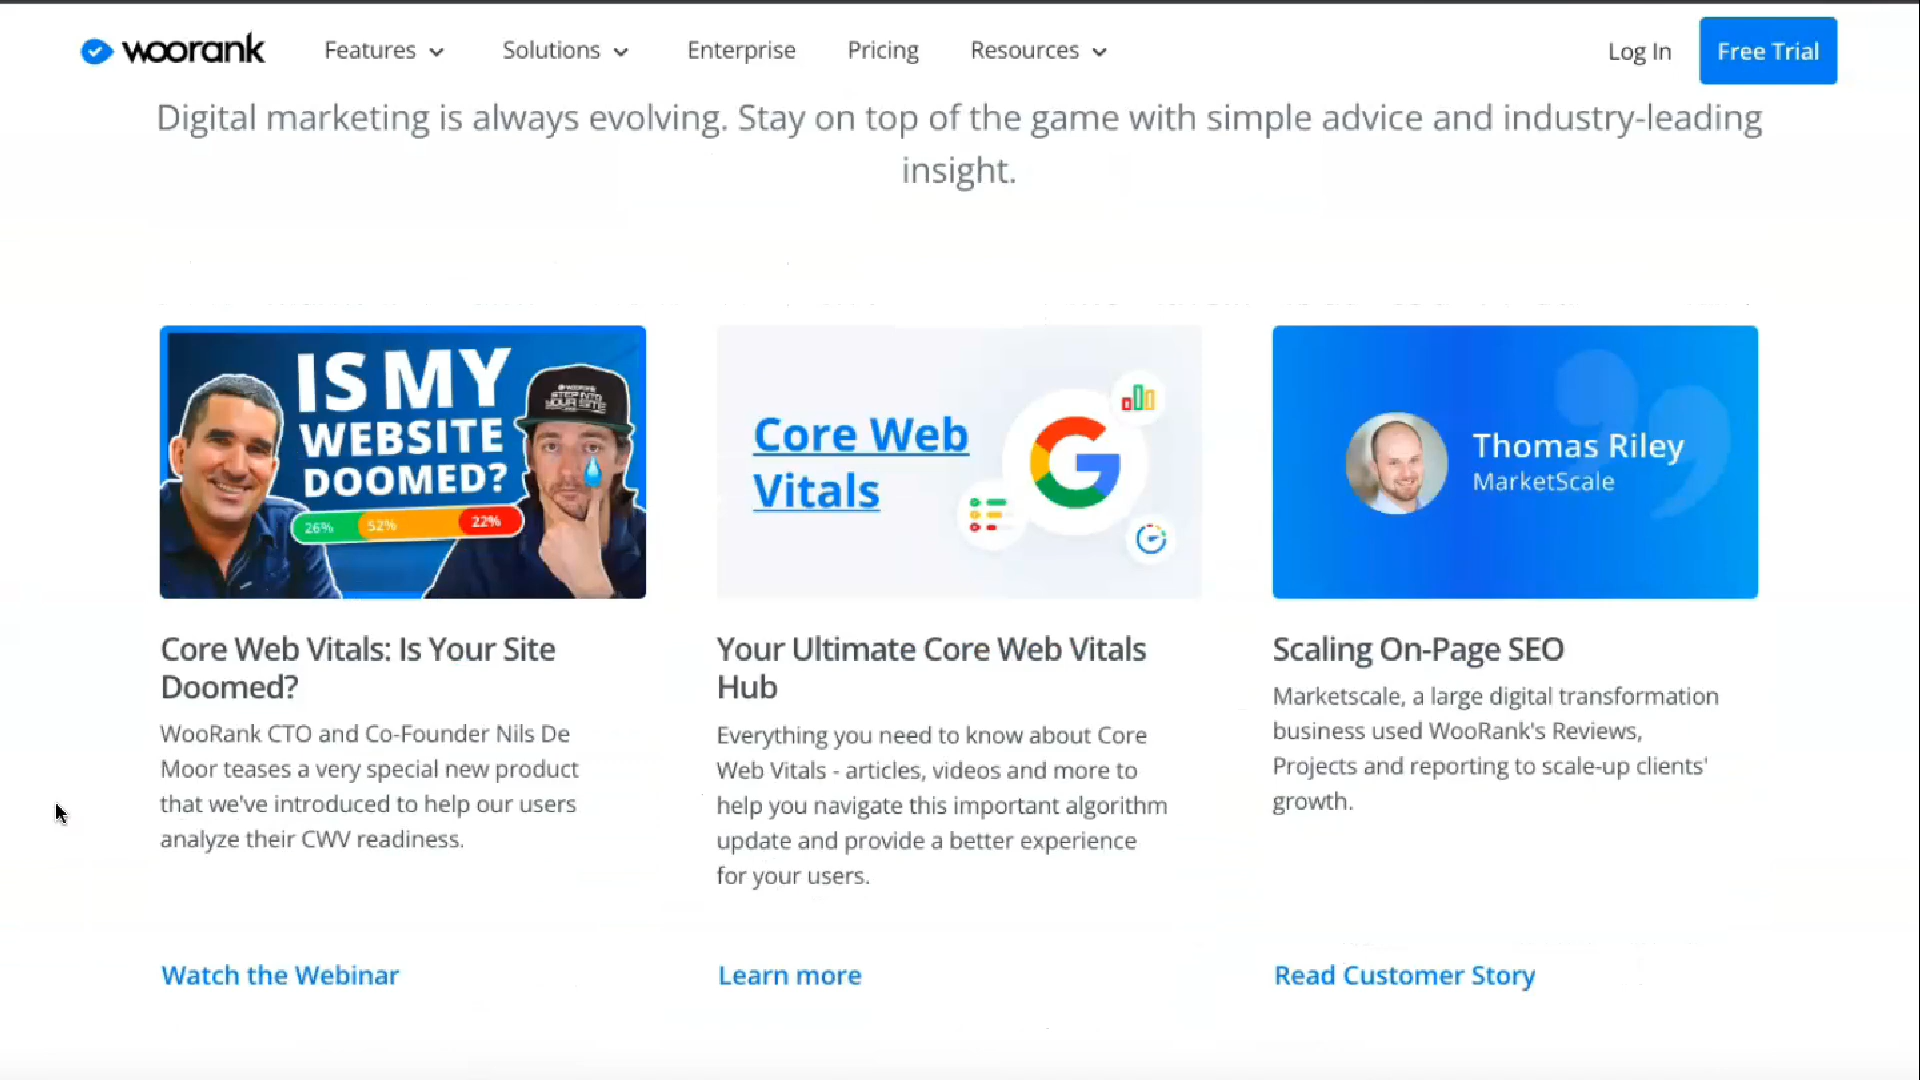 woorank Features Solutions Enterprise Pricing Resources Log In Free Trial
Digital marketing is always evolving. Stay on top of the game with simple advice and industry-leading
insight.
IS MY
WEBSITE
DOOMED?
26% 52% 22%
Core Web
Vitals
Thomas Riley
MarketScale
Core Web Vitals: Is Your Site
Doomed?
WooRank CTO and Co-Founder Nils De
Moor teases a very special new product
that we've introduced to help our users
analyze their CWV readiness.
Watch the Webinar
Your Ultimate Core Web Vitals
Hub
Everything you need to know about Core
Web Vitals - articles, videos and more to
help you navigate this important algorithm
update and provide a better experience
for your users.
Learn more
Scaling On-Page SEO
Marketscale, a large digital transformation
business used WooRank's Reviews,
Projects and reporting to scale-up clients'
growth.
Read Customer Story